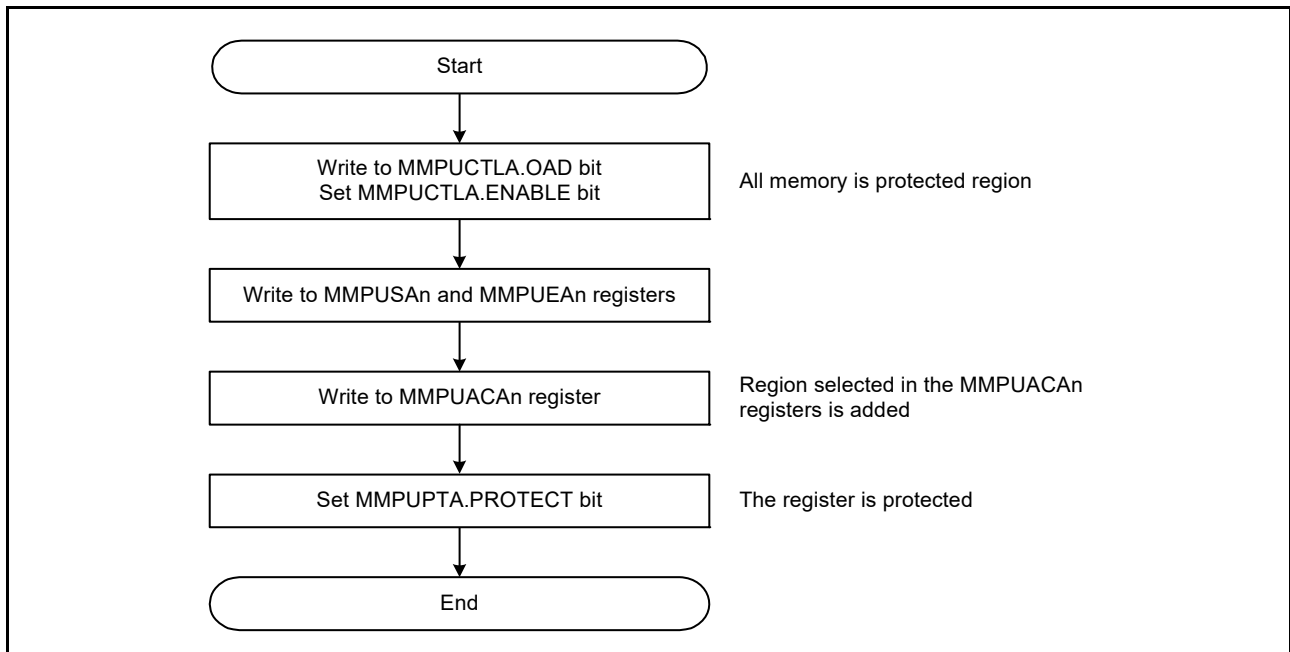 Start
Write to MMPUCTLA.OAD bit
Set MMPUCTLA.ENABLE bit
All memory is protected region
Write to MMPUSAn and MMPUEAn registers
Write to MMPUACAn register
Region selected in the MMPUACAn
registers is added
Set MMPUPTA.PROTECT bit
The register is protected
End